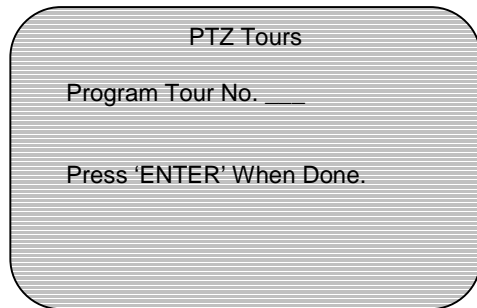 PTZ Tours
Program Tour No. ___
Press ‘ENTER’ When Done.